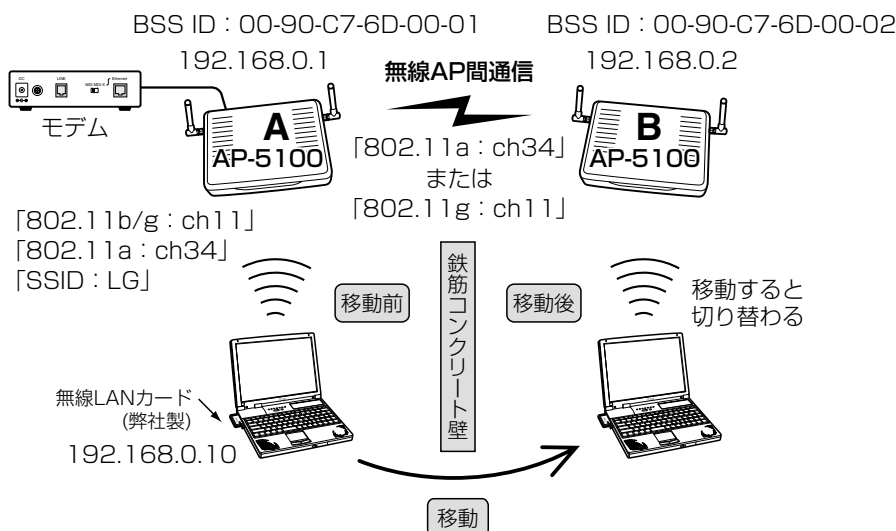 BSS ID：00-90-C7-6D-00-01
BSS ID：00-90-C7-6D-00-02
192.168.0.1
無線AP間通信
192.168.0.2
DC
LINE
MDI MDI-X
Ethernet
モデム
A
AP-5100
B
AP-5100
「802.11a：ch34」
または
「802.11g：ch11」
「802.11b/g：ch11」
「802.11a：ch34」
「SSID：LG」
移動前
鉄筋コンクリート壁
移動後
移動すると
切り替わる
無線LANカード
(弊社製)
192.168.0.10
移動